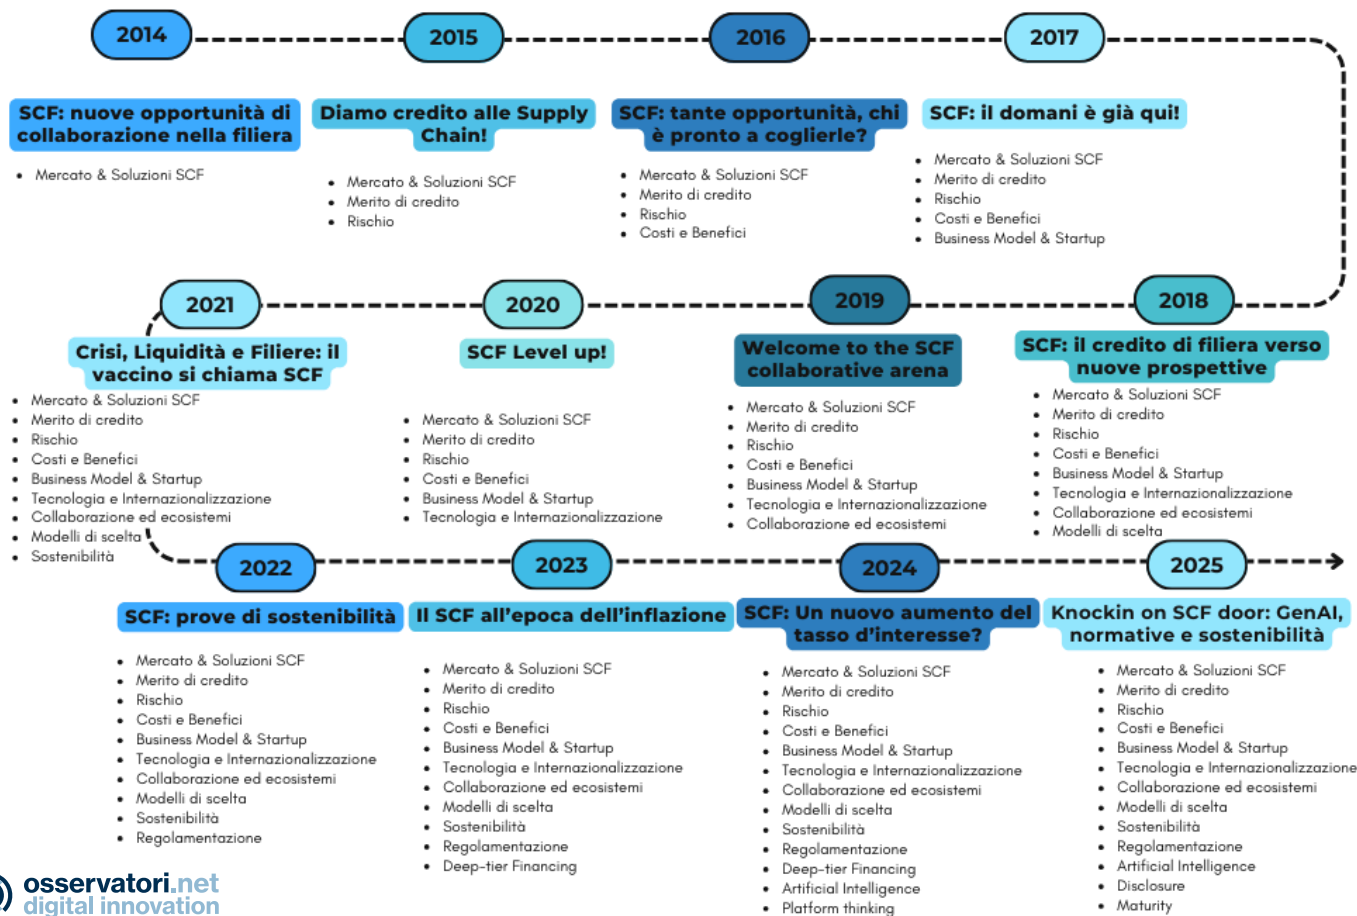 2014
SCF: nuove opportunità di
collaborazione nella filiera
• Mercato & Soluzioni SCF
2015
Diamo credito alle Supply
Chain!
• Mercato & Soluzioni SCF
• Merito di credito
• Rischio
2016
SCF: tante opportunità, chi
è pronto a coglierle?
• Mercato & Soluzioni SCF
• Merito di credito
• Rischio
• Costi e Benefici
2017
SCF: il domani è già qui!
• Mercato & Soluzioni SCF
• Merito di credito
• Rischio
• Costi e Benefici
• Business Model & Startup
2018
SCF: il credito di filiera verso
nuove prospettive
• Mercato & Soluzioni SCF
• Merito di credito
• Rischio
• Costi e Benefici
• Business Model & Startup
• Tecnologia e Internazionalizzazione
• Collaborazione ed ecosistemi
• Modelli di scelta
2019
Welcome to the SCF
collaborative arena
• Mercato & Soluzioni SCF
• Merito di credito
• Rischio
• Costi e Benefici
• Business Model & Startup
• Tecnologia e Internazionalizzazione
• Collaborazione ed ecosistemi
2020
SCF Level up!
• Mercato & Soluzioni SCF
• Merito di credito
• Rischio
• Costi e Benefici
• Business Model & Startup
• Tecnologia e Internazionalizzazione
2021
Crisi, Liquidità e Filiere: il
vaccino si chiama SCF
• Mercato & Soluzioni SCF
• Merito di credito
• Rischio
• Costi e Benefici
• Business Model & Startup
• Tecnologia e Internazionalizzazione
• Collaborazione ed ecosistemi
• Modelli di scelta
• Sostenibilità
2022
SCF: prove di sostenibilità
• Mercato & Soluzioni SCF
• Merito di credito
• Rischio
• Costi e Benefici
• Business Model & Startup
• Tecnologia e Internazionalizzazione
• Collaborazione ed ecosistemi
• Modelli di scelta
• Sostenibilità
• Regolamentazione
2023
Il SCF all'epoca dell'inflazione
• Mercato & Soluzioni SCF
• Merito di credito
• Rischio
• Costi e Benefici
• Business Model & Startup
• Tecnologia e Internazionalizzazione
• Collaborazione ed ecosistemi
• Modelli di scelta
• Sostenibilità
• Regolamentazione
• Deep-tier Financing
2024
SCF: Un nuovo aumento del
tasso d'interesse?
• Mercato & Soluzioni SCF
• Merito di credito
• Rischio
• Costi e Benefici
• Business Model & Startup
• Tecnologia e Internazionalizzazione
• Collaborazione ed ecosistemi
• Modelli di scelta
• Sostenibilità
• Regolamentazione
• Deep-tier Financing
• Artificial Intelligence
• Platform thinking
2025
Knockin on SCF door: GenAI,
normative e sostenibilità
• Mercato & Soluzioni SCF
• Merito di credito
• Rischio
• Costi e Benefici
• Business Model & Startup
• Tecnologia e Internazionalizzazione
• Collaborazione ed ecosistemi
• Modelli di scelta
• Sostenibilità
• Regolamentazione
• Artificial Intelligence
• Disclosure
• Maturity
osservatori.net
digital innovation